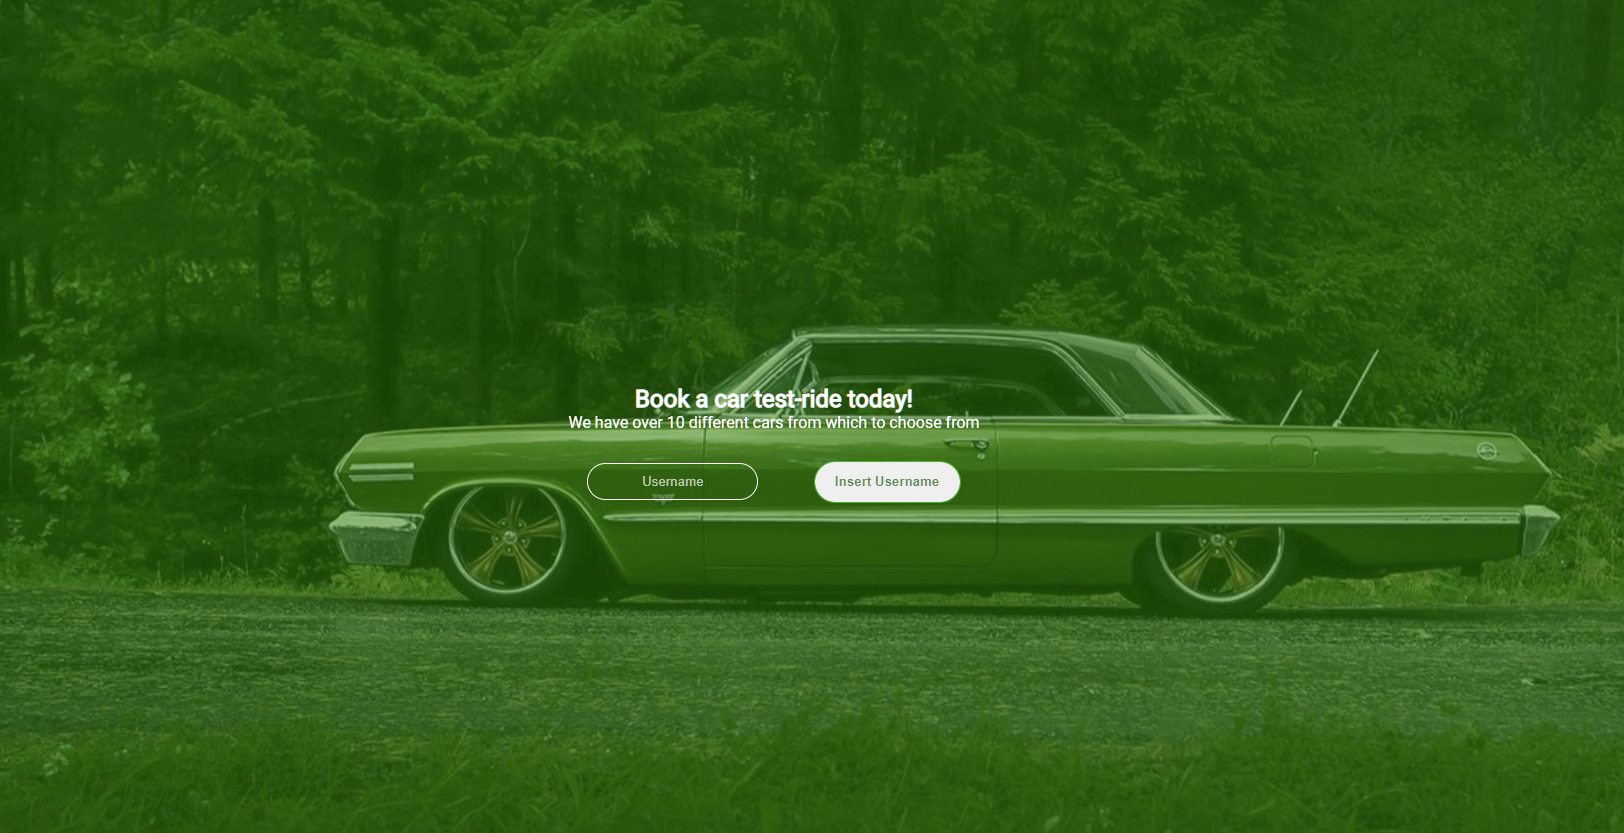 Book a car test-ride today!
We have over 10 different cars from which to choose from
Username
Insert Username